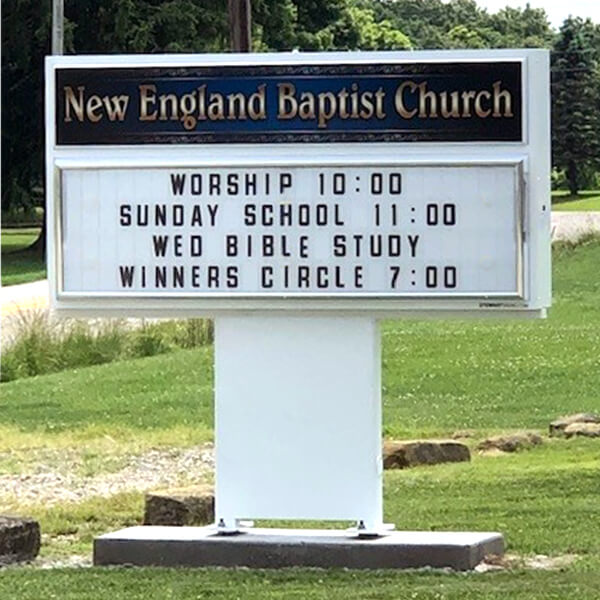 New England Baptist Church
WORSHIP 10:00
SUNDAY SCHOOL 11:00
WED BIBLE STUDY
WINNERS CIRCLE 7:00